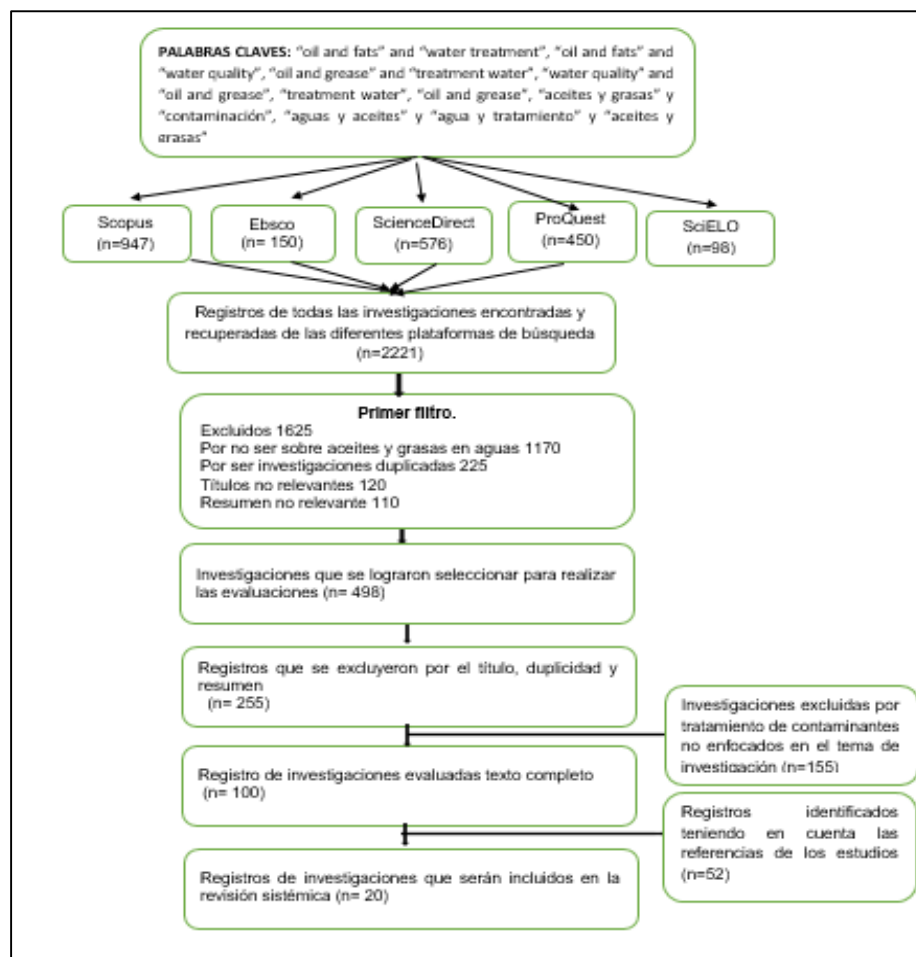 PALABRAS CLAVES: "oil and fats" and "water treatment", "oil and fats" and
"water quality", "oil and grease" and "treatment water", "water quality" and
"oil and grease", "treatment water", "oil and grease", "aceites y grasas" y
"contaminación", "aguas y aceites" y "agua y tratamiento" y "aceites y
grasas"
Scopus
(n=947)
Ebsco
(n= 150)
ScienceDirect
(n=576)
ProQuest
(n=450)
SciELO
(n=98)
Registros de todas las investigaciones encontradas y
recuperadas de las diferentes plataformas de búsqueda
(n=2221)
Primer filtro.
Excluidos 1625
Por no ser sobre aceites y grasas en aguas 1170
Por ser investigaciones duplicadas 225
Títulos no relevantes 120
Resumen no relevante 110
Investigaciones que se lograron seleccionar para realizar
las evaluaciones (n= 498)
Registros que se excluyeron por el título, duplicidad y
resumen
(n= 255)
Investigaciones excluidas por
tratamiento de contaminantes
no enfocados en el tema de
investigación (n=155)
Registro de investigaciones evaluadas texto completo
(n= 100)
Registros identificados
teniendo en cuenta las
referencias de los estudios
(n=52)
Registros de investigaciones que serán incluidos en la
revisión sistémica (n= 20)